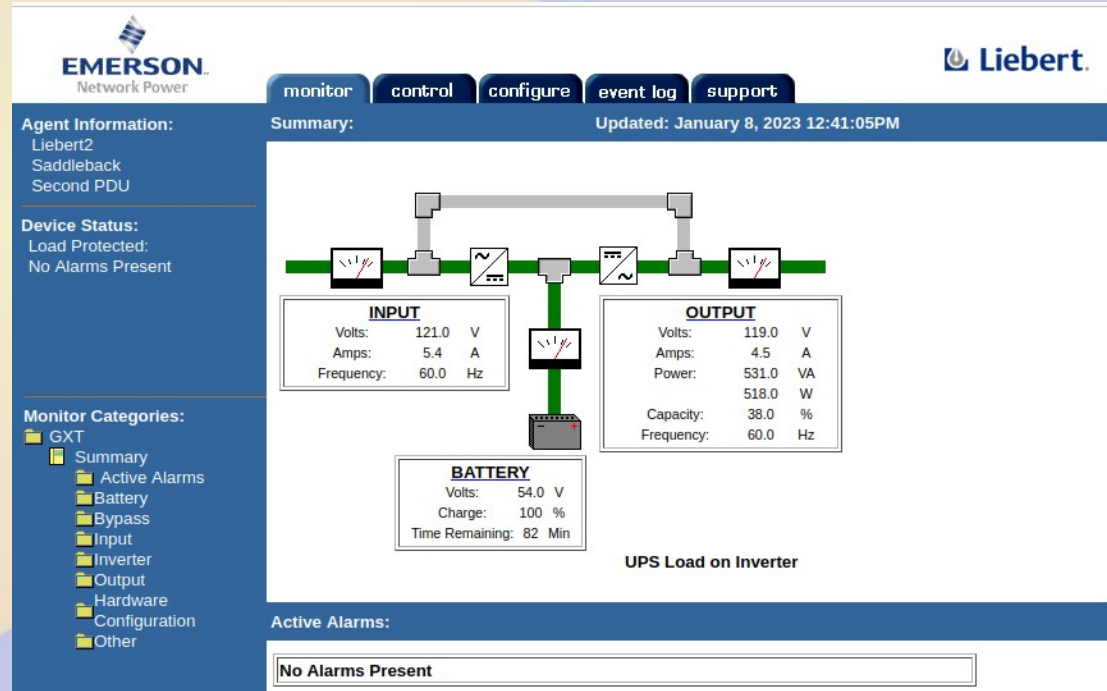 EMERSON.
Network Power
Liebert.
monitor control configure event log support
Agent Information:
Liebert2
Saddleback
Second PDU
Device Status:
Load Protected:
No Alarms Present
Monitor Categories:
GXT
Summary
Active Alarms
Battery
Bypass
Input
Inverter
Output
Hardware
Configuration
Other
Summary: Updated: January 8, 2023 12:41:05PM
INPUT
Volts: 121.0 V
Amps: 5.4 A
Frequency: 60.0 Hz
OUTPUT
Volts: 119.0 V
Amps: 4.5 A
Power: 531.0 VA
518.0 W
Capacity: 38.0 %
Frequency: 60.0 Hz
BATTERY
Volts: 54.0 V
Charge: 100 %
Time Remaining: 82 Min
UPS Load on Inverter
Active Alarms:
No Alarms Present